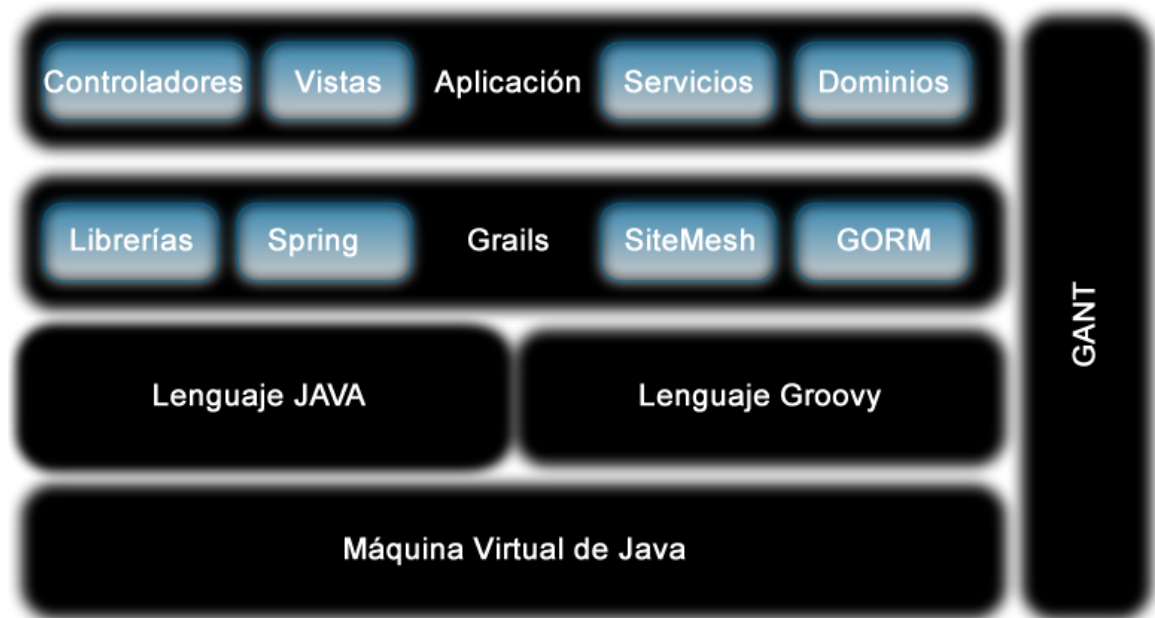 Controladores Vistas Aplicación Servicios Dominios
Librerías Spring Grails SiteMesh GORM
Lenguaje JAVA Lenguaje Groovy
Máquina Virtual de Java
GANT